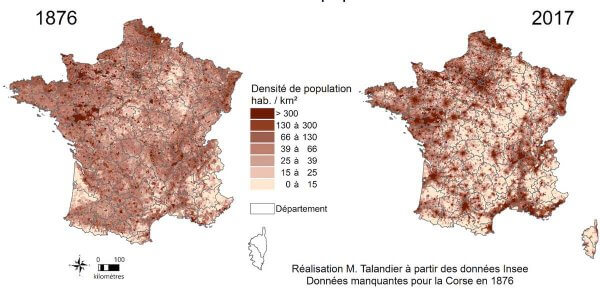 1876
2017
Densité de population
hab. / km²
> 300
130 à 300
66 à 130
39 à 66
25 à 39
15 à 25
0 à 15
Département
0 100
kilomètres
Réalisation M. Talandier à partir des données Insee
Données manquantes pour la Corse en 1876